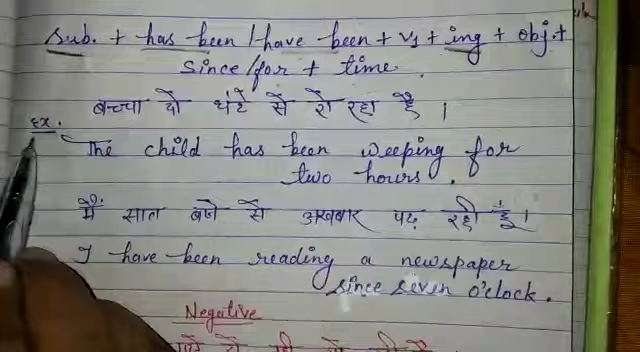 Sub. + has been / have been + V1 + ing + obj. +
since/for + time.
बच्चा दो घंटे से रो रहा है ।
Ex.
The child has been weeping for
two hours.
मैं सात बजे से अखबार पढ़ रही हूं।
I have been reading a newspaper
since seven o'clock.
Negative